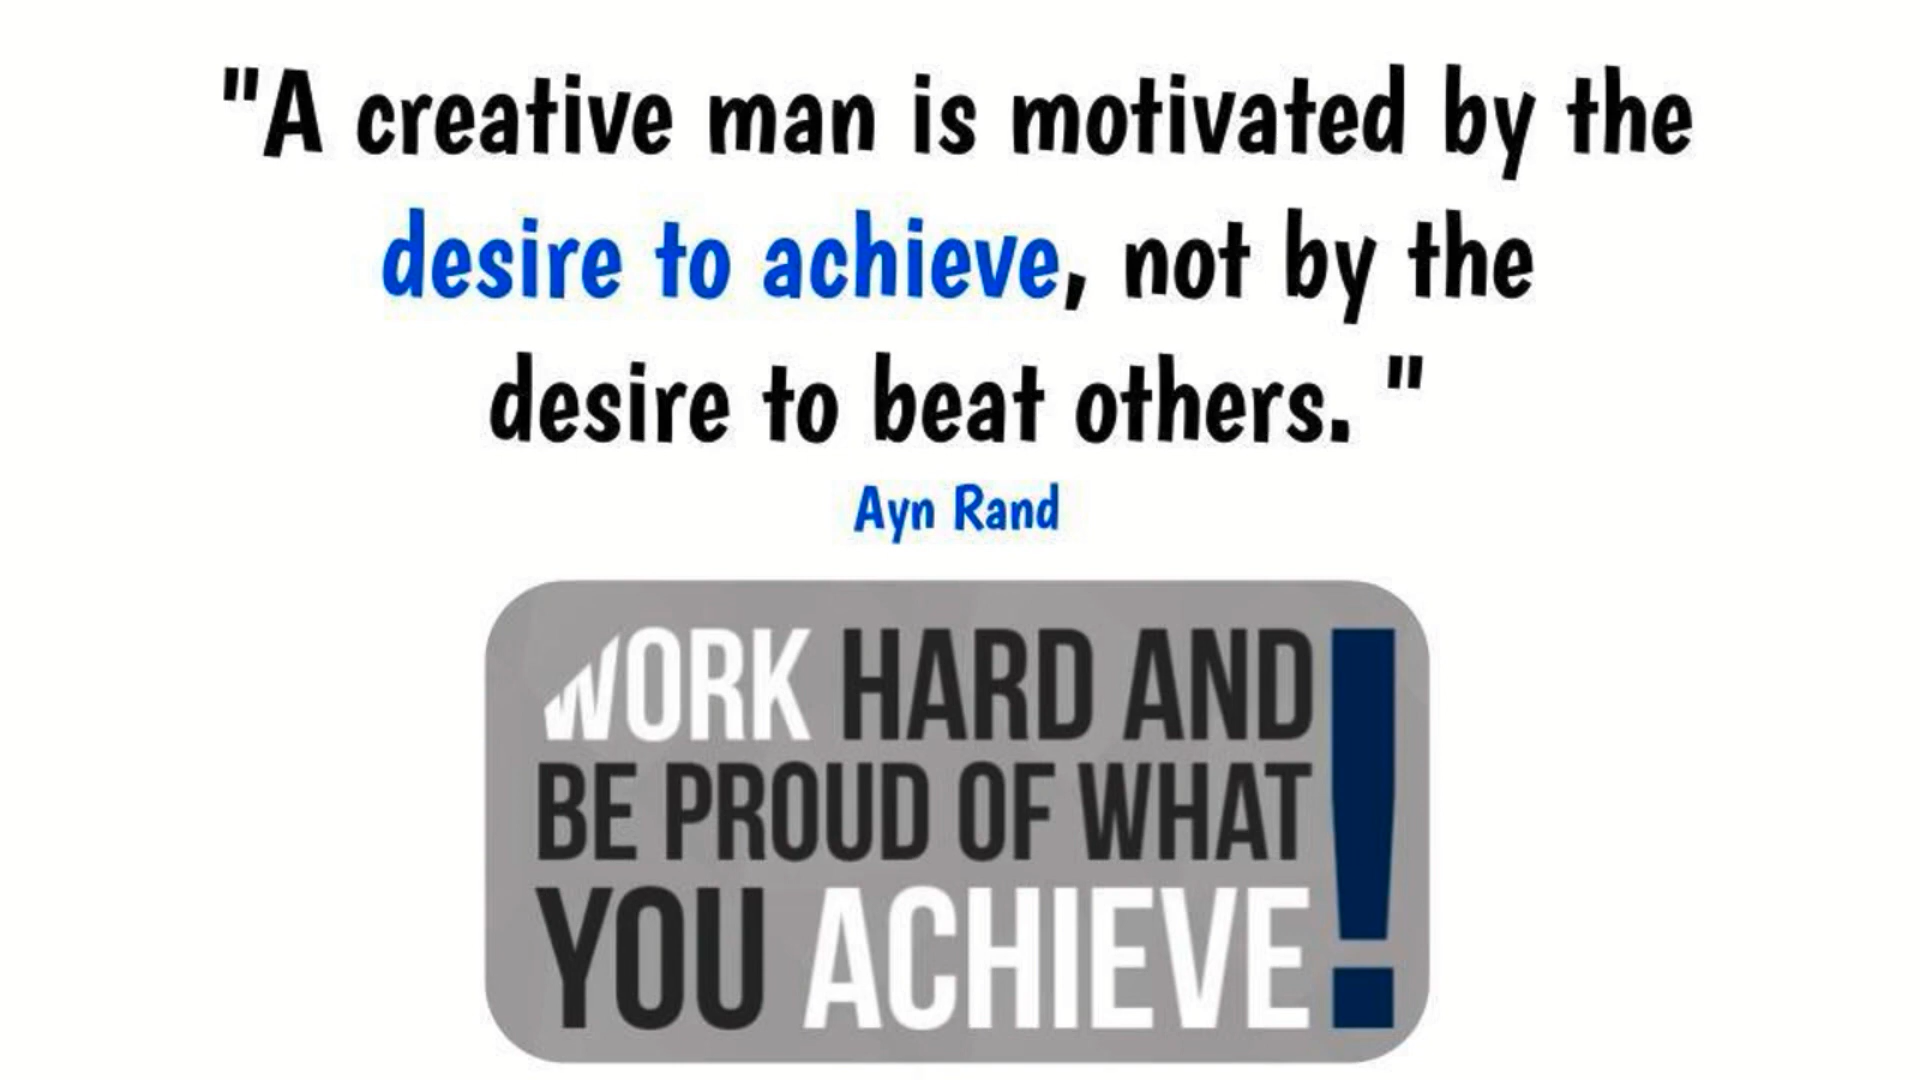 "A creative man is motivated by the
desire to achieve, not by the
desire to beat others. "
Ayn Rand
WORK HARD AND
BE PROUD OF WHAT
YOU ACHIEVE!